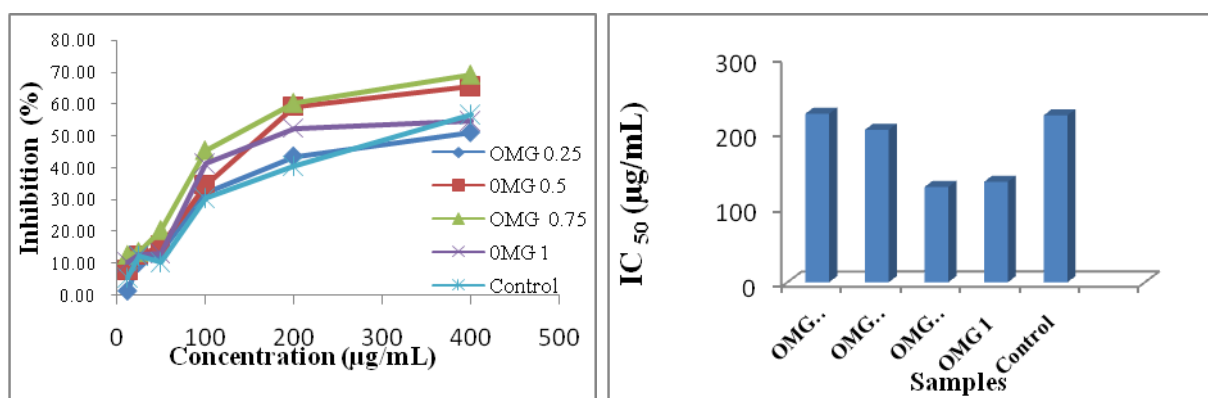 80.00
70.00
60.00
50.00
40.00
30.00
20.00
10.00
0.00
Inhibition (%)
0 100 200 300 400 500
Concentration (µg/mL)
OMG 0.25
0MG 0.5
OMG 0.75
0MG 1
Control
300
200
100
0
IC 50 (µg/mL)
OMG.. OMG.. OMG.. OMG 1 Control
Samples